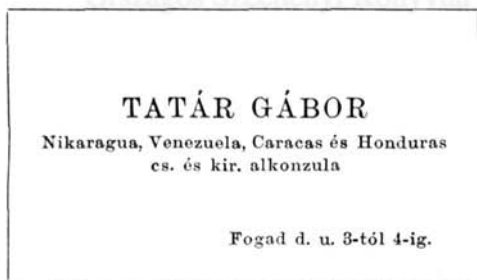 TATÁR GÁBOR
Nikaragua, Venezuela, Caracas és Honduras
cs. és kir. alkonzula
Fogad d. u. 3-tól 4-ig.